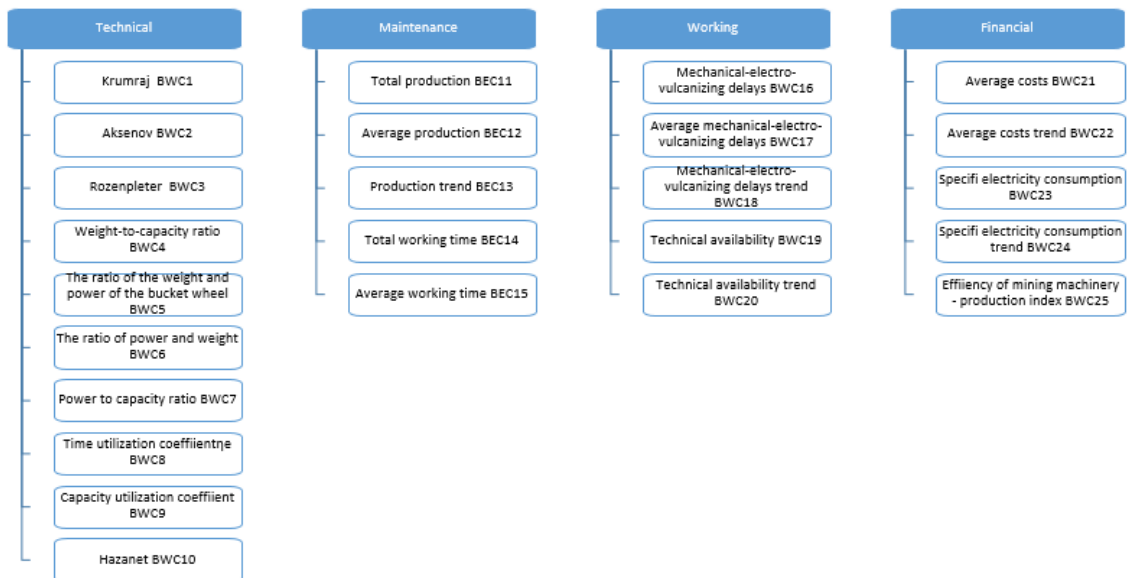 Technical
Krumraj BWC1
Aksenov BWC2
Rozenpleter BWC3
Weight-to-capacity ratio
BWC4
The ratio of the weight and
power of the bucket wheel
BWC5
The ratio of power and weight
BWC6
Power to capacity ratio BWC7
Time utilization coeffiientηe
BWC8
Capacity utilization coeffiient
BWC9
Hazanet BWC10
Maintenance
Total production BEC11
Average production BEC12
Production trend BEC13
Total working time BEC14
Average working time BEC15
Working
Mechanical-electro-
vulcanizing delays BWC16
Average mechanical-electro-
vulcanizing delays BWC17
Mechanical-electro-
vulcanizing delays trend
BWC18
Technical availability BWC19
Technical availability trend
BWC20
Financial
Average costs BWC21
Average costs trend BWC22
Specifi electricity consumption
BWC23
Specifi electricity consumption
trend BWC24
Effiiency of mining machinery
- production index BWC25